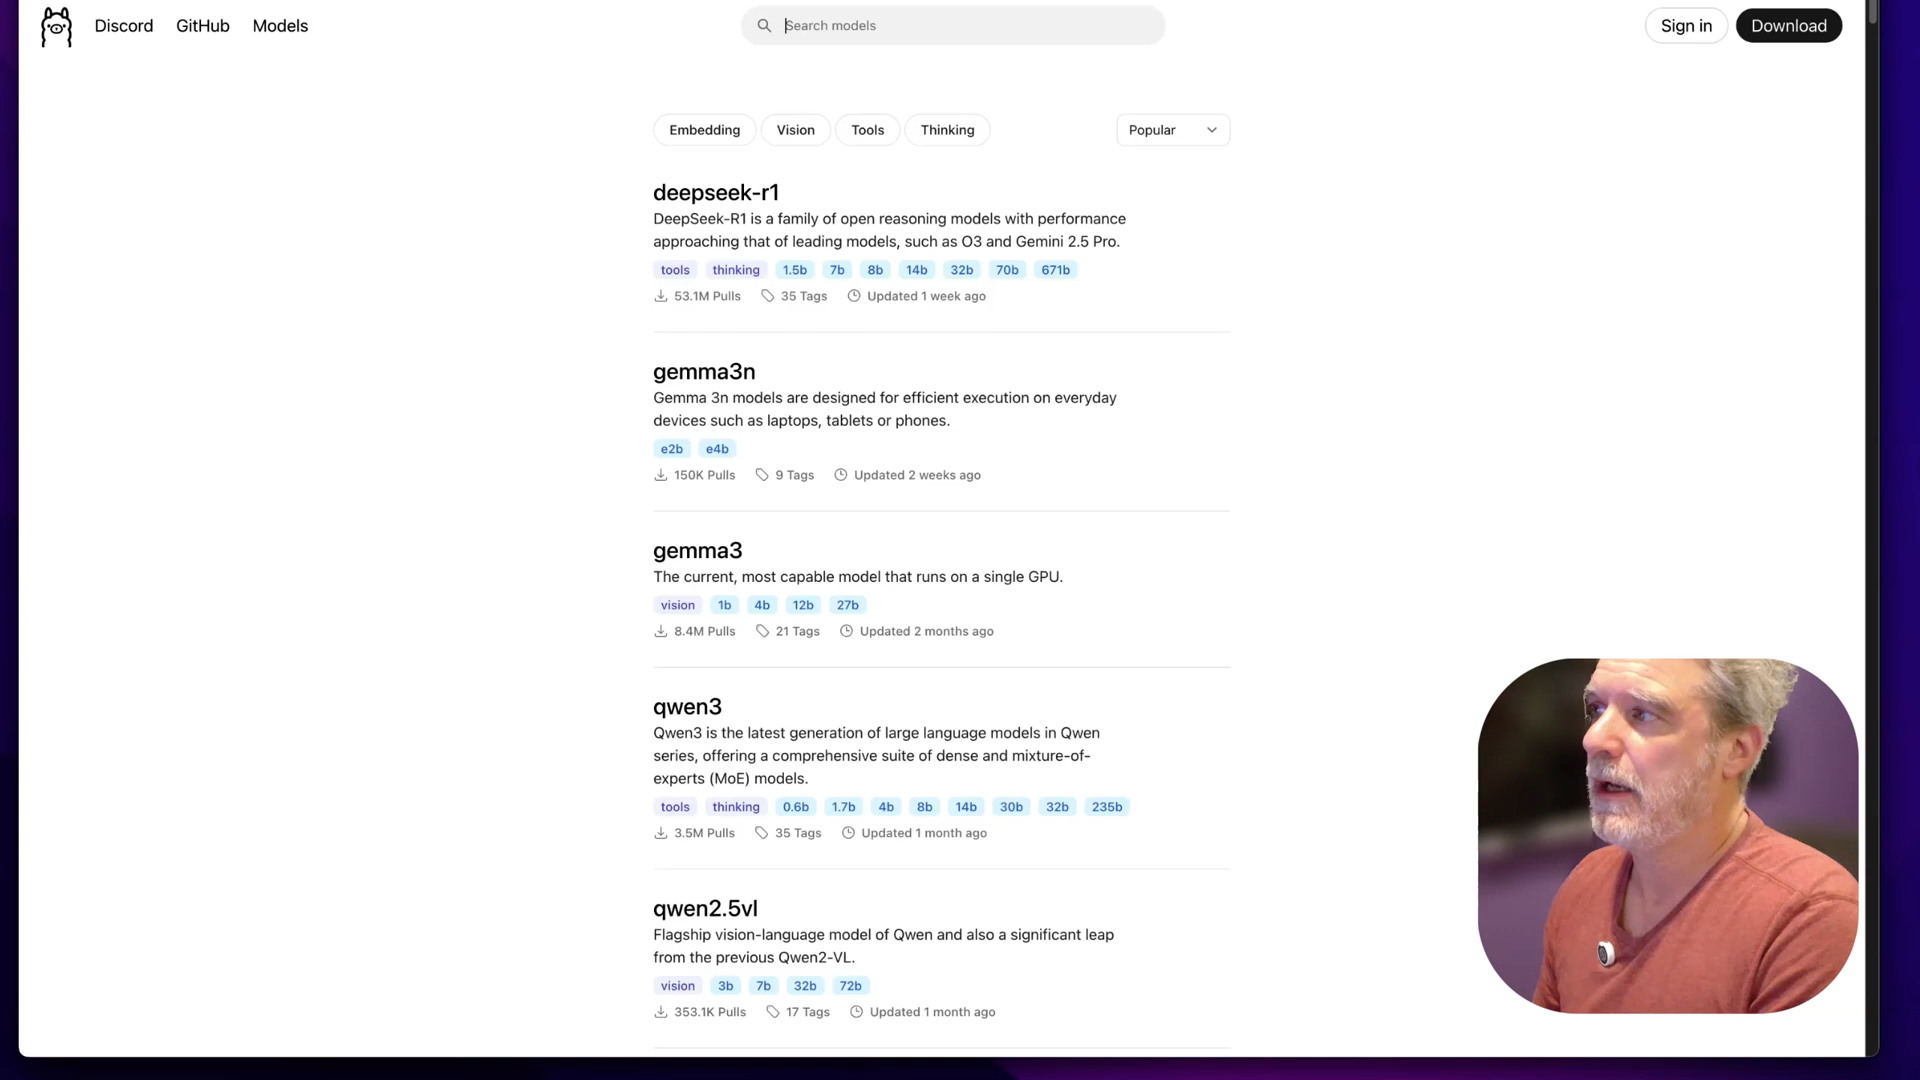 Discord GitHub Models
Search models
Sign in Download
Embedding Vision Tools Thinking Popular
deepseek-r1
DeepSeek-R1 is a family of open reasoning models with performance
approaching that of leading models, such as O3 and Gemini 2.5 Pro.
tools thinking 1.5b 7b 8b 14b 32b 70b 671b
53.1M Pulls 35 Tags Updated 1 week ago
gemma3n
Gemma 3n models are designed for efficient execution on everyday
devices such as laptops, tablets or phones.
e2b e4b
150K Pulls 9 Tags Updated 2 weeks ago
gemma3
The current, most capable model that runs on a single GPU.
vision 1b 4b 12b 27b
8.4M Pulls 21 Tags Updated 2 months ago
qwen3
Qwen3 is the latest generation of large language models in Qwen
series, offering a comprehensive suite of dense and mixture-of-
experts (MoE) models.
tools thinking 0.6b 1.7b 4b 8b 14b 30b 32b 235b
3.5M Pulls 35 Tags Updated 1 month ago
qwen2.5vl
Flagship vision-language model of Qwen and also a significant leap
from the previous Qwen2-VL.
vision 3b 7b 32b 72b
353.1K Pulls 17 Tags Updated 1 month ago